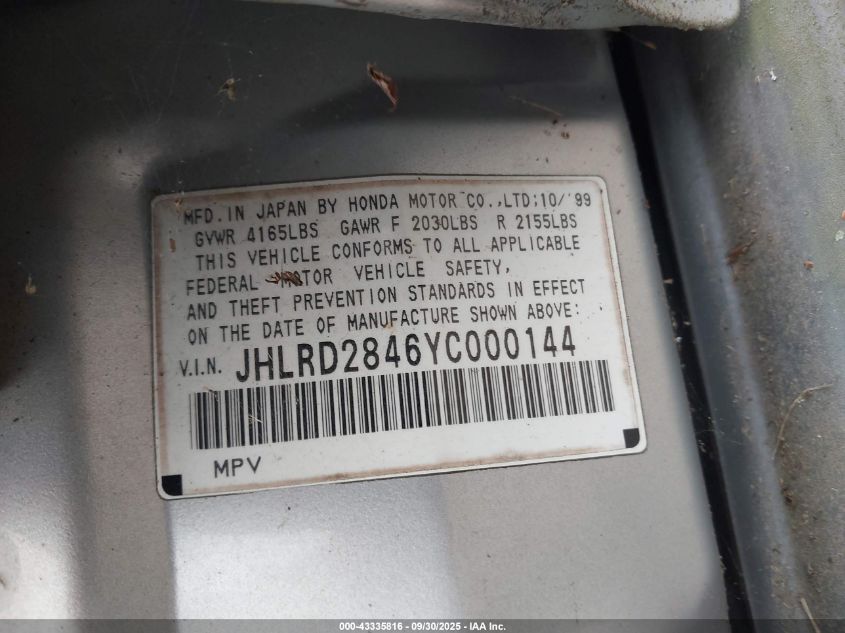 MFD. IN JAPAN BY HONDA MOTOR CO., LTD; 10/'99
GVWR 4165LBS GAWR F 2030LBS R 2155LBS
THIS VEHICLE CONFORMS TO ALL APPLICABLE
FEDERAL MOTOR VEHICLE SAFETY,
AND THEFT PREVENTION STANDARDS IN EFFECT
ON THE DATE OF MANUFACTURE SHOWN ABOVE:
V.I.N. JHLRD2846YC000144
MPV
000-43335816 — 09/30/2025 — IAA Inc.